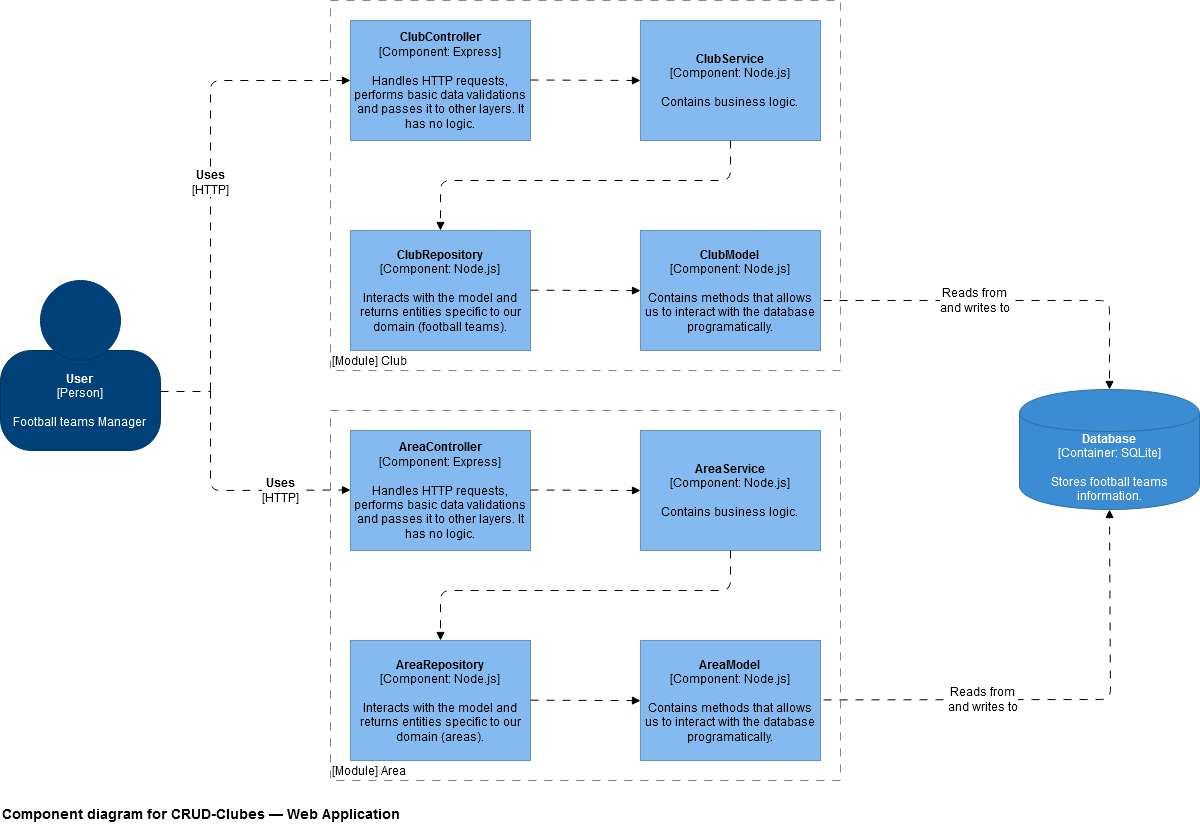 ClubController
[Component: Express]
Handles HTTP requests,
performs basic data validations
and passes it to other layers. It
has no logic.
ClubService
[Component: Node.js]
Contains business logic.
Uses
[HTTP]
ClubRepository
[Component: Node.js]
Interacts with the model and
returns entities specific to our
domain (football teams).
ClubModel
[Component: Node.js]
Contains methods that allows
us to interact with the database
programatically.
[Module] Club
Reads from
and writes to
User
[Person]
Football teams Manager
Uses
[HTTP]
AreaController
[Component: Express]
Handles HTTP requests,
performs basic data validations
and passes it to other layers. It
has no logic.
AreaService
[Component: Node.js]
Contains business logic.
Database
[Container: SQLite]
Stores football teams
information.
AreaRepository
[Component: Node.js]
Interacts with the model and
returns entities specific to our
domain (areas).
AreaModel
[Component: Node.js]
Contains methods that allows
us to interact with the database
programatically.
[Module] Area
Reads from
and writes to
Component diagram for CRUD-Clubes — Web Application